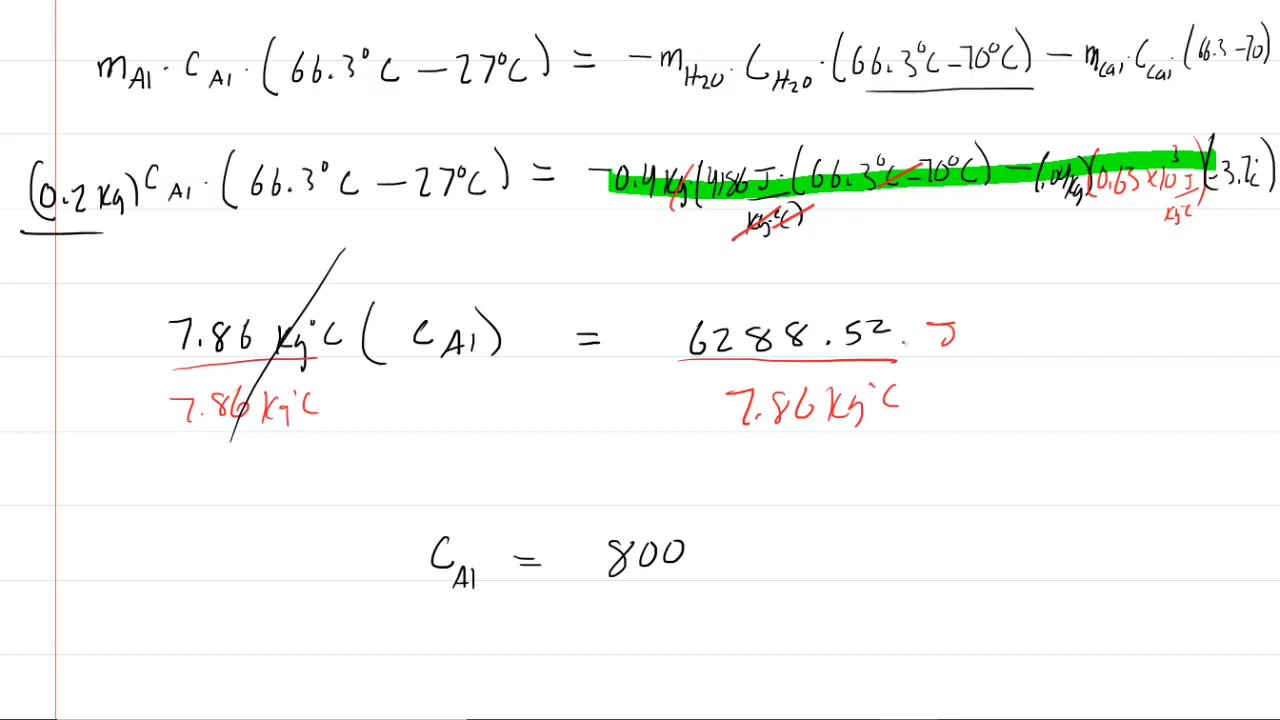 m_Al · C_Al · (66.3°C − 27°C) = −m_H2O · C_H2O · (66.3°C − 70°C) − m_cal · C_cal · (66.3 − 70)
(0.2 kg) C_Al · (66.3°C − 27°C) = −0.4 kg (4186 J/kg·°C) · (66.3°C − 70°C) − (.04 kg)(0.63 × 10³ J/kg°C)(−3.7°C)
7.86 kg°C (C_Al) = 6288.52 J
7.86 kg°C 7.86 kg°C
C_Al = 800